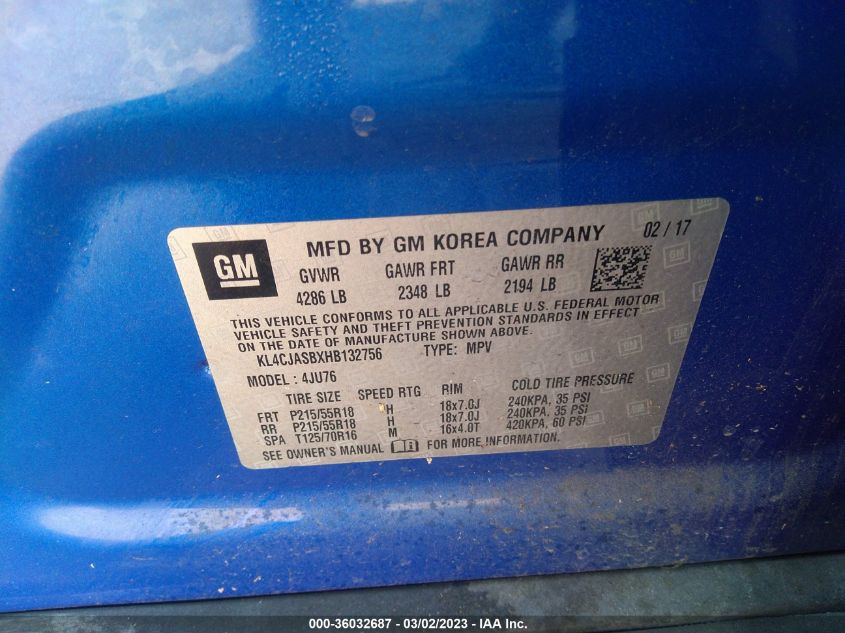 GM
MFD BY GM KOREA COMPANY 02 / 17
GVWR GAWR FRT GAWR RR
4286 LB 2348 LB 2194 LB
THIS VEHICLE CONFORMS TO ALL APPLICABLE U.S. FEDERAL MOTOR
VEHICLE SAFETY AND THEFT PREVENTION STANDARDS IN EFFECT
ON THE DATE OF MANUFACTURE SHOWN ABOVE.
KL4CJASBXHB132756 TYPE: MPV
MODEL : 4JU76
TIRE SIZE SPEED RTG RIM COLD TIRE PRESSURE
FRT P215/55R18 H 18x7.0J 240KPA, 35 PSI
RR P215/55R18 H 18x7.0J 240KPA, 35 PSI
SPA T125/70R16 M 16x4.0T 420KPA, 60 PSI
SEE OWNER'S MANUAL FOR MORE INFORMATION.
000-36032687 - 03/02/2023 - IAA Inc.